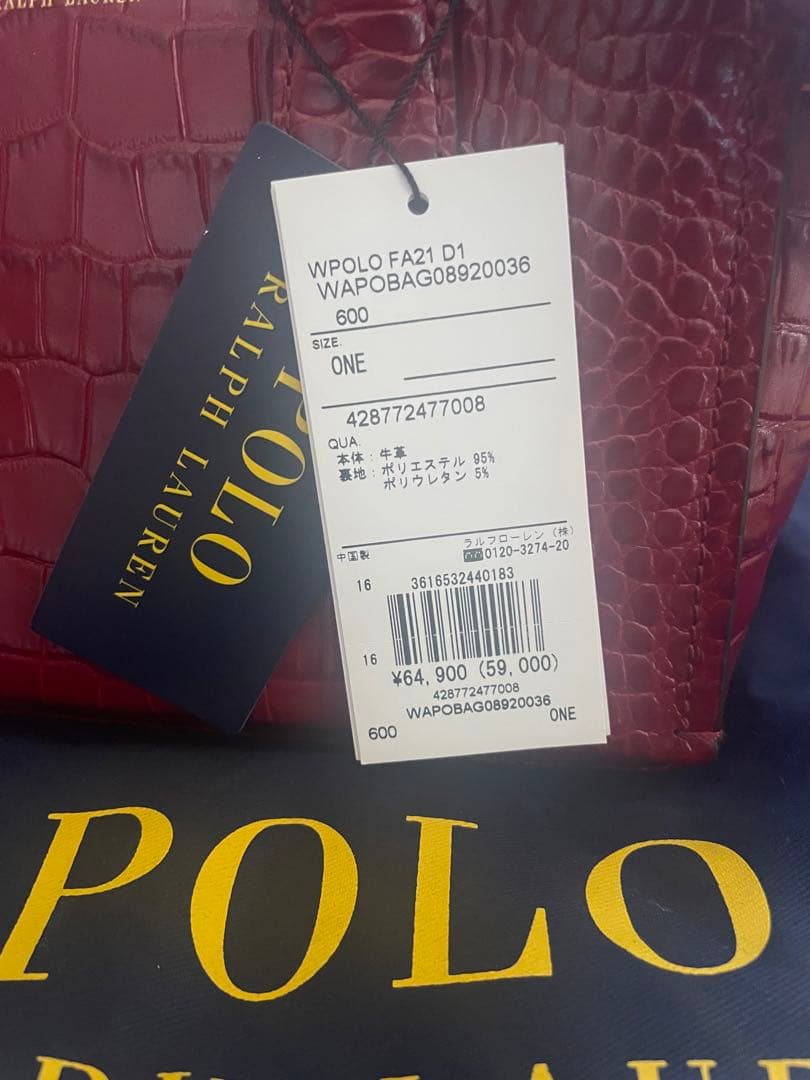 RALPH LAUREN
WPOLO FA21 D1
WAPOBAG08920036
600
SIZE.
ONE
428772477008
QUA.
本体：牛革
裏地：ポリエステル 95%
ポリウレタン 5%
ラルフローレン（株）
中国製
☎0120-3274-20
16
3616532440183
16
¥64,900 (59,000)
428772477008
WAPOBAG08920036
600
ONE
POLO
RALPH LAUREN
POLO